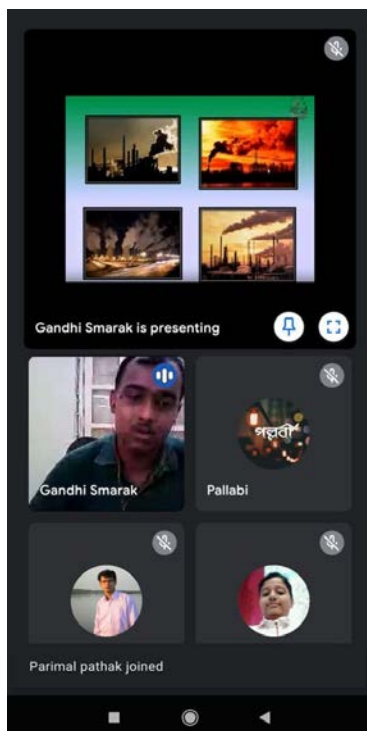 Gandhi Smarak is presenting
Gandhi Smarak
Pallabi
পল্লবী
Parimal pathak joined